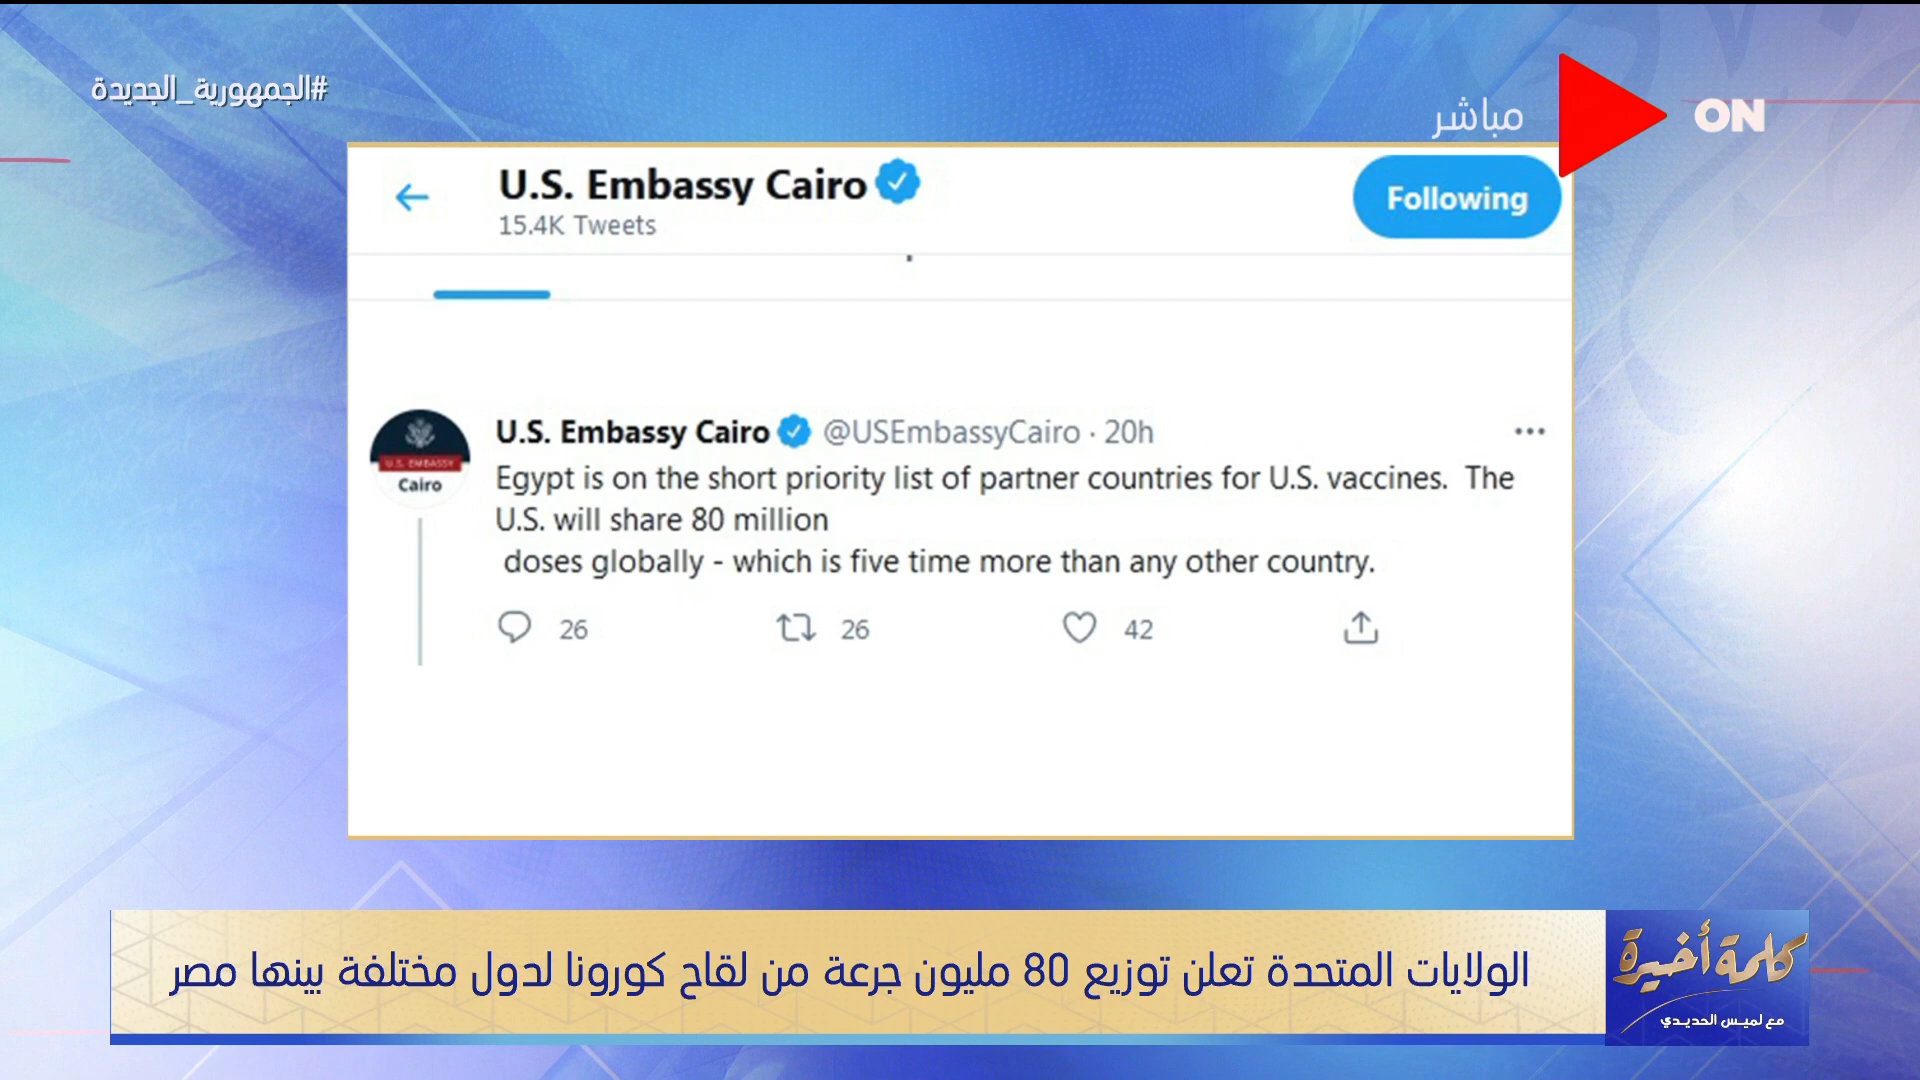 #الجمهورية_الجديدة
مباشر
ON
U.S. Embassy Cairo
15.4K Tweets
Following
U.S. EMBASSY
Cairo
U.S. Embassy Cairo @USEmbassyCairo · 20h
Egypt is on the short priority list of partner countries for U.S. vaccines. The
U.S. will share 80 million
doses globally - which is five time more than any other country.
26 26 42
الولايات المتحدة تعلن توزيع 80 مليون جرعة من لقاح كورونا لدول مختلفة بينها مصر
كلمة أخيرة
مع لميس الحديدي